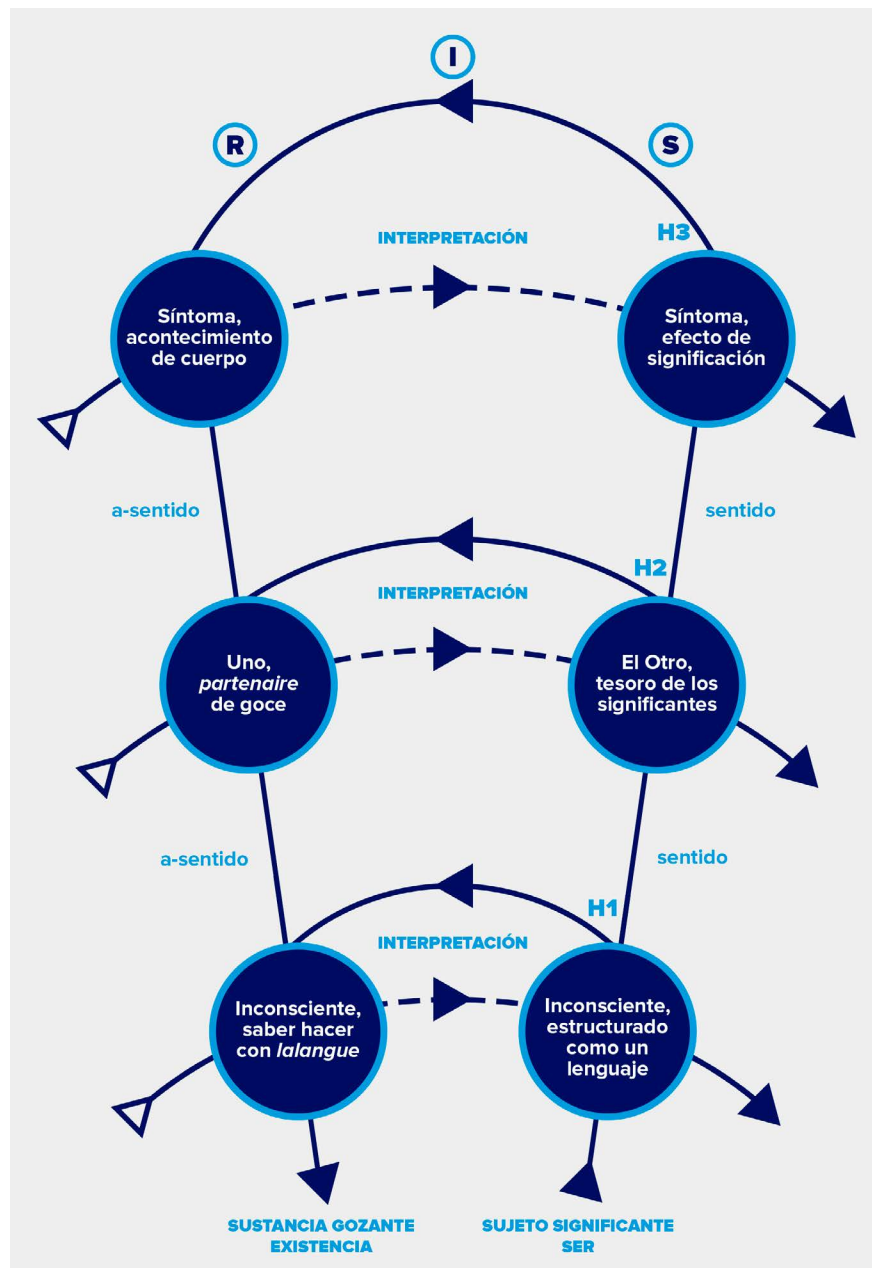 I
R
S
INTERPRETACIÓN
H3
Síntoma,
acontecimiento
de cuerpo
Síntoma,
efecto de
significación
a-sentido
sentido
H2
INTERPRETACIÓN
Uno,
partenaire
de goce
El Otro,
tesoro de los
significantes
a-sentido
sentido
H1
INTERPRETACIÓN
Inconsciente,
saber hacer
con lalangue
Inconsciente,
estructurado
como un
lenguaje
SUSTANCIA GOZANTE
EXISTENCIA
SUJETO SIGNIFICANTE
SER